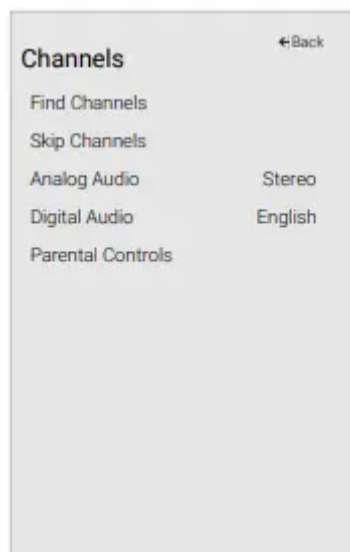 ←Back
Channels
Find Channels
Skip Channels
Analog Audio Stereo
Digital Audio English
Parental Controls